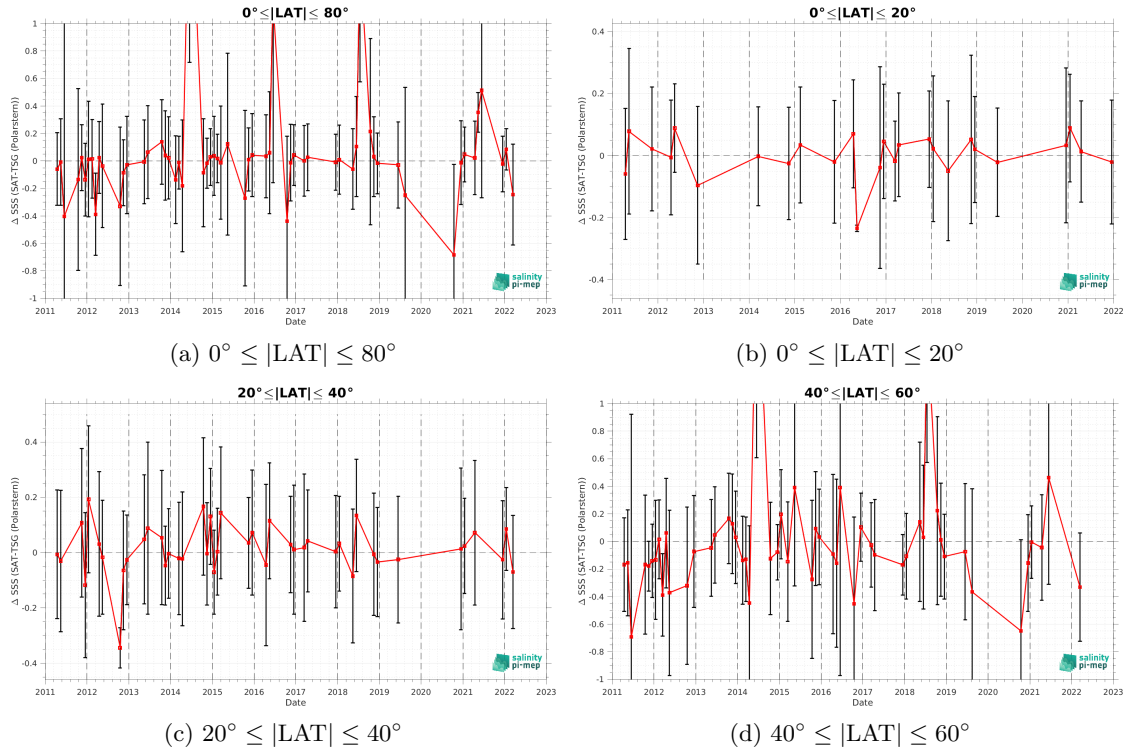 0°≤|LAT|≤ 80°
Δ SSS (SAT-TSG (Polarstern))
1
0.8
0.6
0.4
0.2
0
-0.2
-0.4
-0.6
-0.8
-1
2011 2012 2013 2014 2015 2016 2017 2018 2019 2020 2021 2022 2023
Date
salinity
pi-mep
(a) 0° ≤ |LAT| ≤ 80°
0°≤|LAT|≤ 20°
Δ SSS (SAT-TSG (Polarstern))
0.4
0.2
0
-0.2
-0.4
2011 2012 2013 2014 2015 2016 2017 2018 2019 2020 2021 2022
Date
salinity
pi-mep
(b) 0° ≤ |LAT| ≤ 20°
20°≤|LAT|≤ 40°
Δ SSS (SAT-TSG (Polarstern))
0.4
0.2
0
-0.2
-0.4
2011 2012 2013 2014 2015 2016 2017 2018 2019 2020 2021 2022 2023
Date
salinity
pi-mep
(c) 20° ≤ |LAT| ≤ 40°
40°≤|LAT|≤ 60°
Δ SSS (SAT-TSG (Polarstern))
1
0.8
0.6
0.4
0.2
0
-0.2
-0.4
-0.6
-0.8
-1
2011 2012 2013 2014 2015 2016 2017 2018 2019 2020 2021 2022 2023
Date
salinity
pi-mep
(d) 40° ≤ |LAT| ≤ 60°